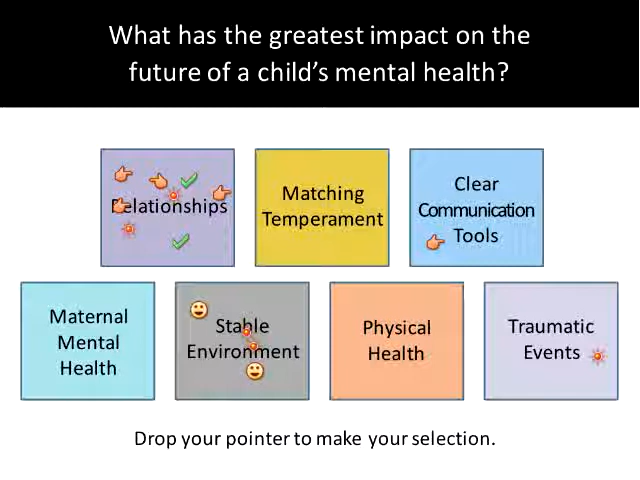 What has the greatest impact on the
future of a child's mental health?
Relationships
Matching
Temperament
Clear
Communication
Tools
Maternal
Mental
Health
Stable
Environment
Physical
Health
Traumatic
Events
Drop your pointer to make your selection.